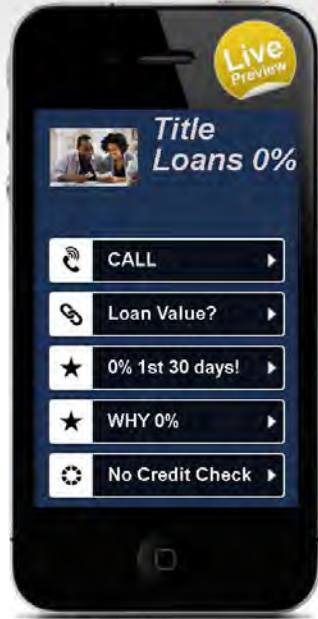 Live
Preview
Title
Loans 0%
CALL
Loan Value?
0% 1st 30 days!
WHY 0%
No Credit Check